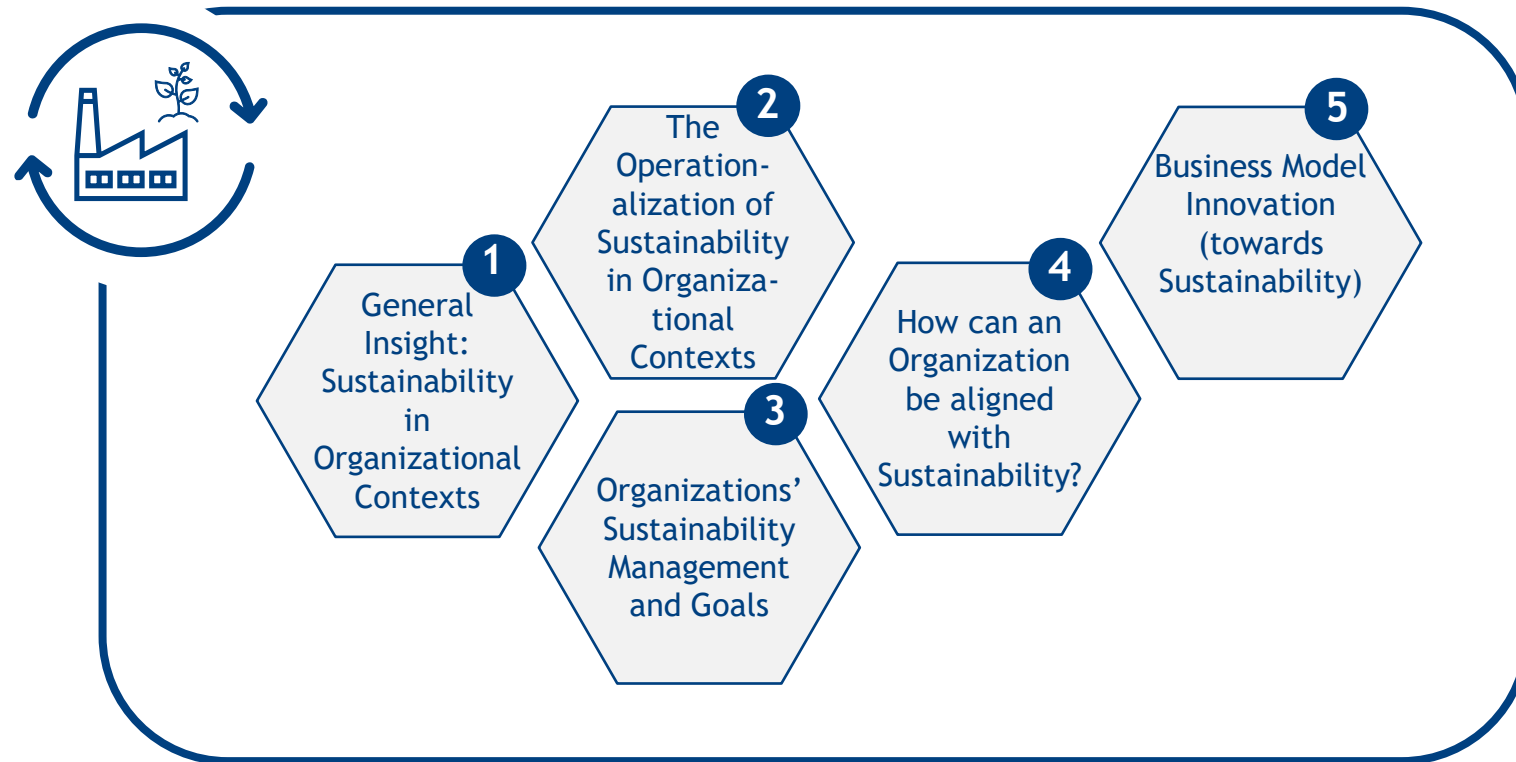 1
General
Insight:
Sustainability
in
Organizational
Contexts
2
The
Operation-
alization of
Sustainability
in Organiza-
tional
Contexts
3
Organizations’
Sustainability
Management
and Goals
4
How can an
Organization
be aligned
with
Sustainability?
5
Business Model
Innovation
(towards
Sustainability)